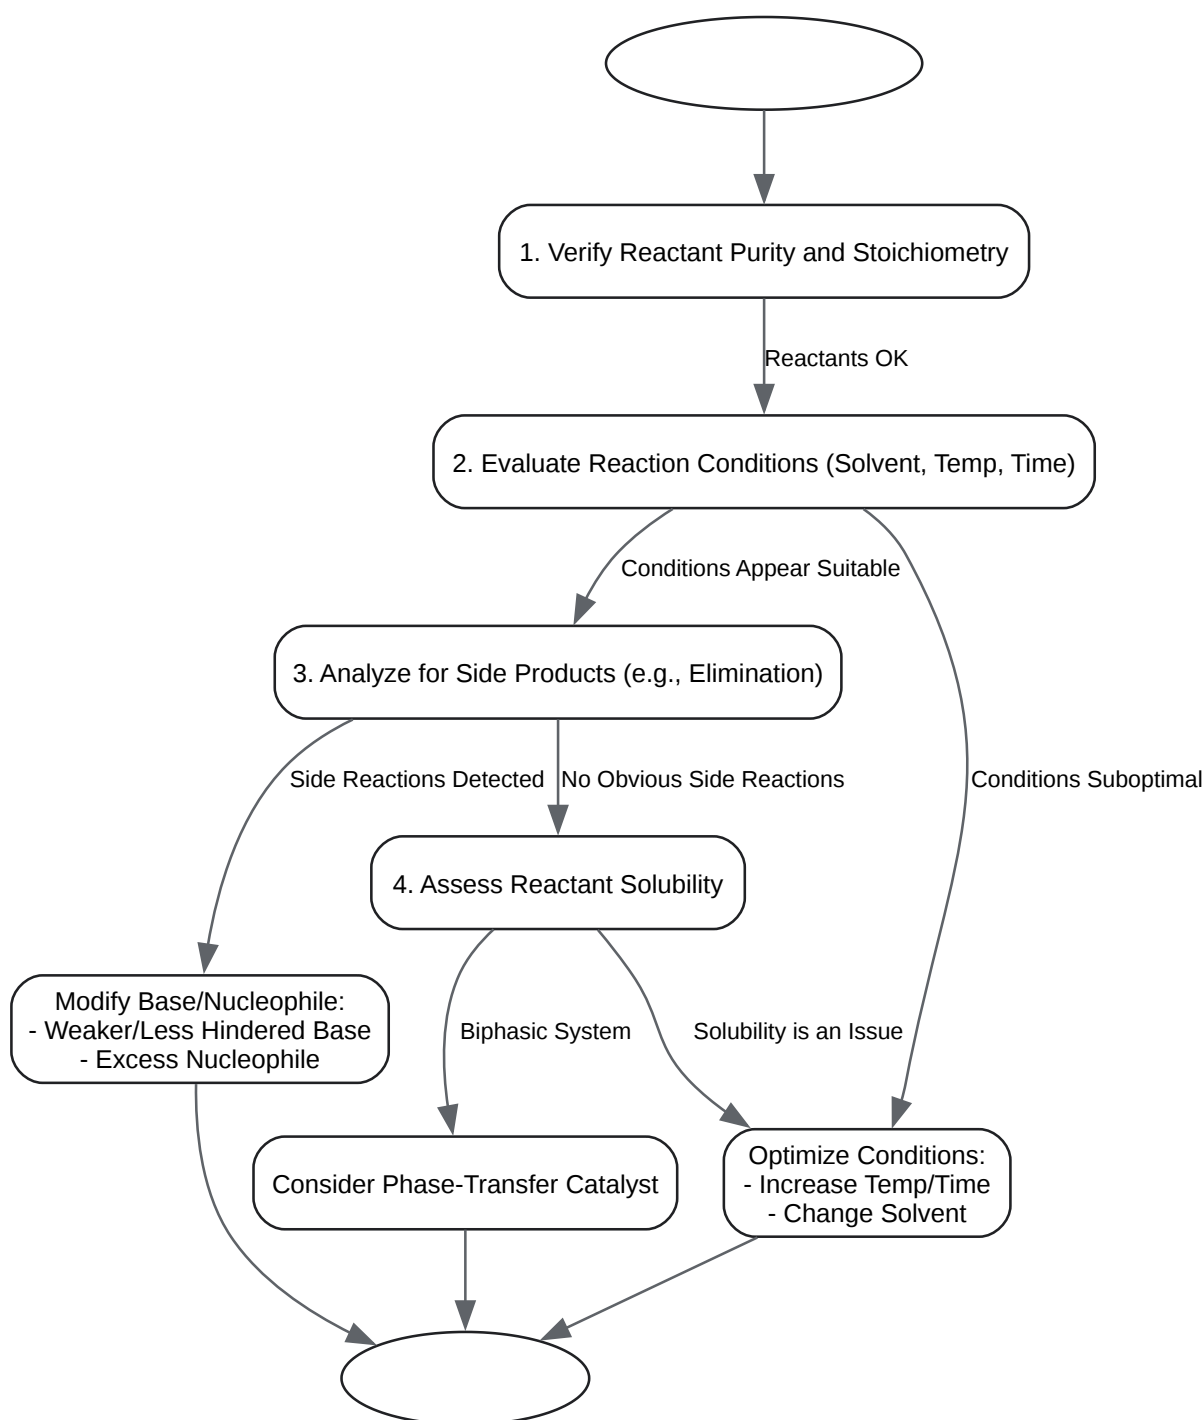 1. Verify Reactant Purity and Stoichiometry
Reactants OK
2. Evaluate Reaction Conditions (Solvent, Temp, Time)
Conditions Appear Suitable
3. Analyze for Side Products (e.g., Elimination)
Side Reactions Detected
No Obvious Side Reactions
Conditions Suboptimal
4. Assess Reactant Solubility
Modify Base/Nucleophile:
- Weaker/Less Hindered Base
- Excess Nucleophile
Biphasic System
Solubility is an Issue
Consider Phase-Transfer Catalyst
Optimize Conditions:
- Increase Temp/Time
- Change Solvent